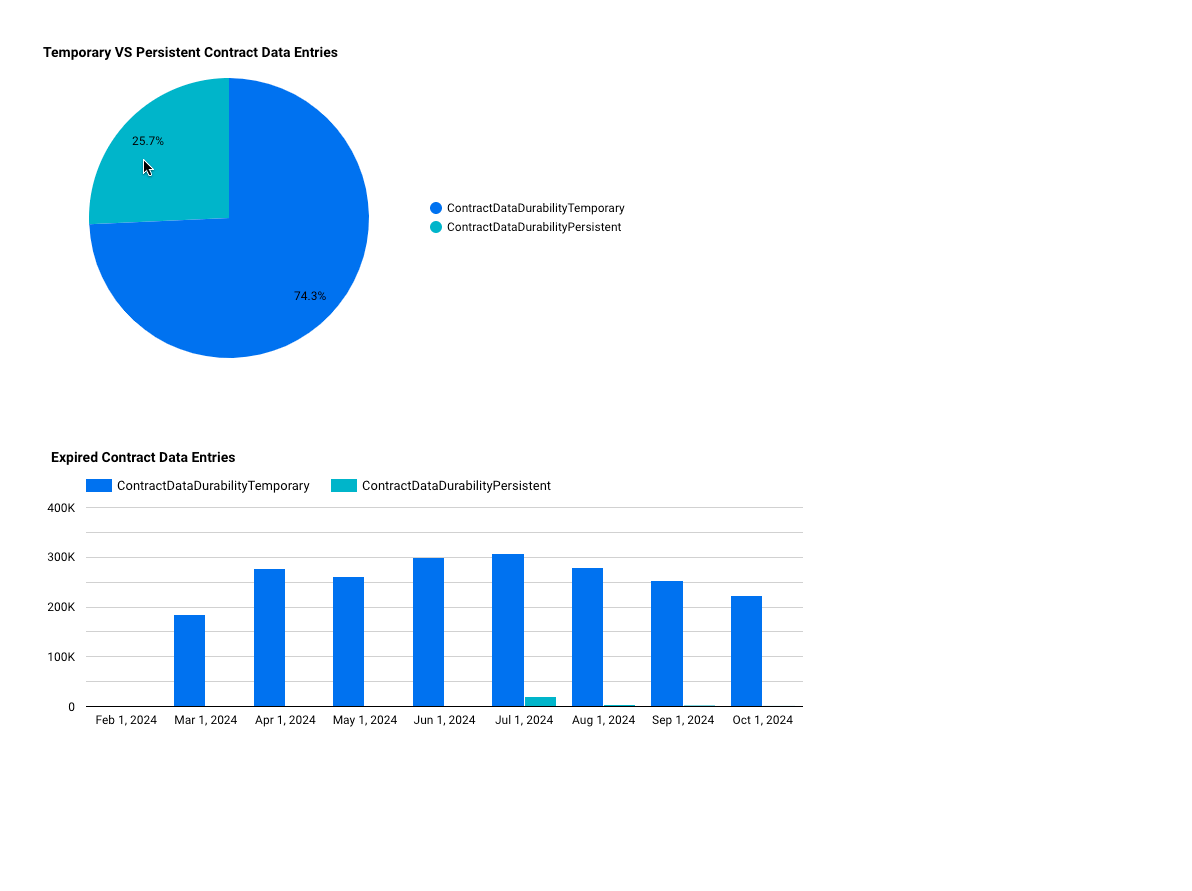 Temporary VS Persistent Contract Data Entries
25.7%
ContractDataDurabilityTemporary
ContractDataDurabilityPersistent
74.3%
Expired Contract Data Entries
ContractDataDurabilityTemporary ContractDataDurabilityPersistent
400K
300K
200K
100K
0
Feb 1, 2024 Mar 1, 2024 Apr 1, 2024 May 1, 2024 Jun 1, 2024 Jul 1, 2024 Aug 1, 2024 Sep 1, 2024 Oct 1, 2024